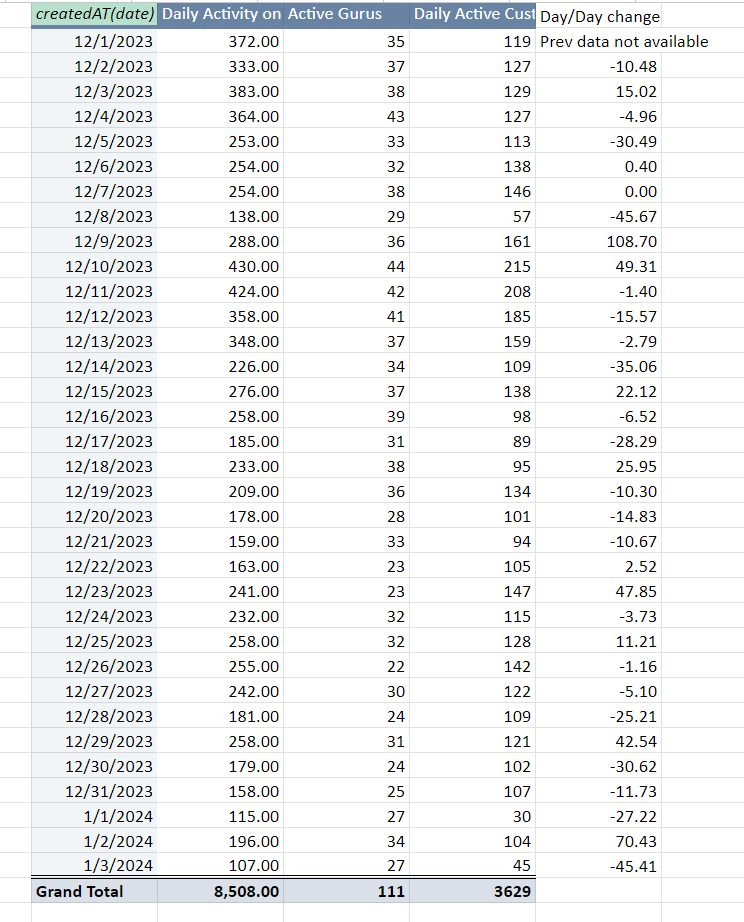 createdAT(date) Daily Activity on Active Gurus Daily Active Cust Day/Day change
12/1/2023 372.00 35 119 Prev data not available
12/2/2023 333.00 37 127 -10.48
12/3/2023 383.00 38 129 15.02
12/4/2023 364.00 43 127 -4.96
12/5/2023 253.00 33 113 -30.49
12/6/2023 254.00 32 138 0.40
12/7/2023 254.00 38 146 0.00
12/8/2023 138.00 29 57 -45.67
12/9/2023 288.00 36 161 108.70
12/10/2023 430.00 44 215 49.31
12/11/2023 424.00 42 208 -1.40
12/12/2023 358.00 41 185 -15.57
12/13/2023 348.00 37 159 -2.79
12/14/2023 226.00 34 109 -35.06
12/15/2023 276.00 37 138 22.12
12/16/2023 258.00 39 98 -6.52
12/17/2023 185.00 31 89 -28.29
12/18/2023 233.00 38 95 25.95
12/19/2023 209.00 36 134 -10.30
12/20/2023 178.00 28 101 -14.83
12/21/2023 159.00 33 94 -10.67
12/22/2023 163.00 23 105 2.52
12/23/2023 241.00 23 147 47.85
12/24/2023 232.00 32 115 -3.73
12/25/2023 258.00 32 128 11.21
12/26/2023 255.00 22 142 -1.16
12/27/2023 242.00 30 122 -5.10
12/28/2023 181.00 24 109 -25.21
12/29/2023 258.00 31 121 42.54
12/30/2023 179.00 24 102 -30.62
12/31/2023 158.00 25 107 -11.73
1/1/2024 115.00 27 30 -27.22
1/2/2024 196.00 34 104 70.43
1/3/2024 107.00 27 45 -45.41
Grand Total 8,508.00 111 3629